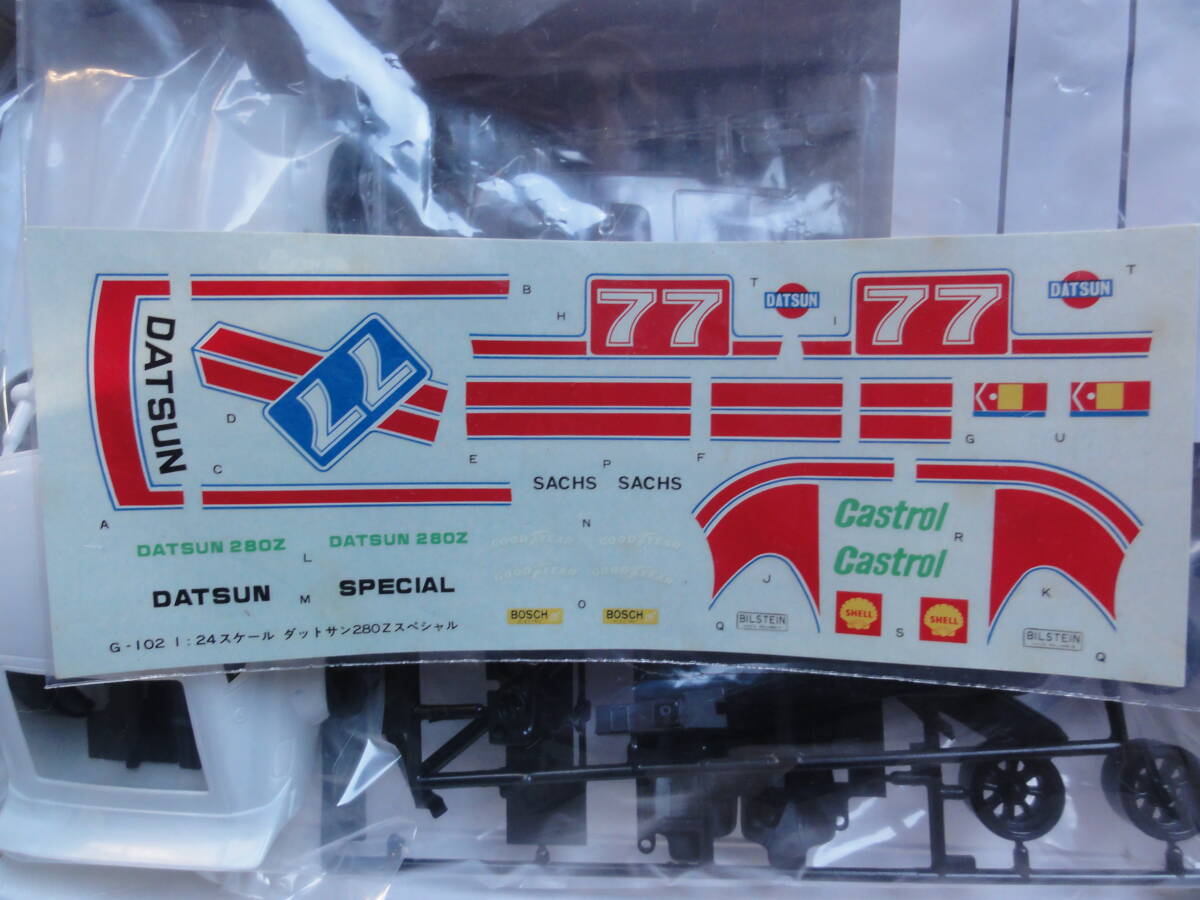 B
H
77
T
DATSUN
I
77
T
DATSUN
DATSUN
77
D
C
E
P
F
G
U
SACHS SACHS
A
N
Castrol
R
Castrol
DATSUN 280Z
L
DATSUN 280Z
GOODYEAR GOODYEAR
GOODYEAR GOODYEAR
J
K
DATSUN
M
SPECIAL
BOSCH
O
BOSCH
Q
BILSTEIN
SHELL
S
SHELL
BILSTEIN
Q
G-102 1:24スケール ダットサン280Zスペシャル